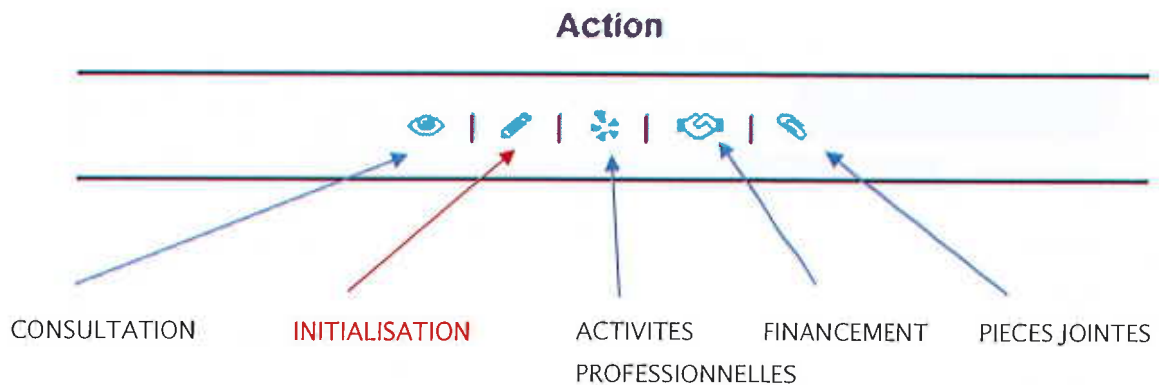 Action
CONSULTATION INITIALISATION ACTIVITES FINANCEMENT PIECES JOINTES
PROFESSIONNELLES